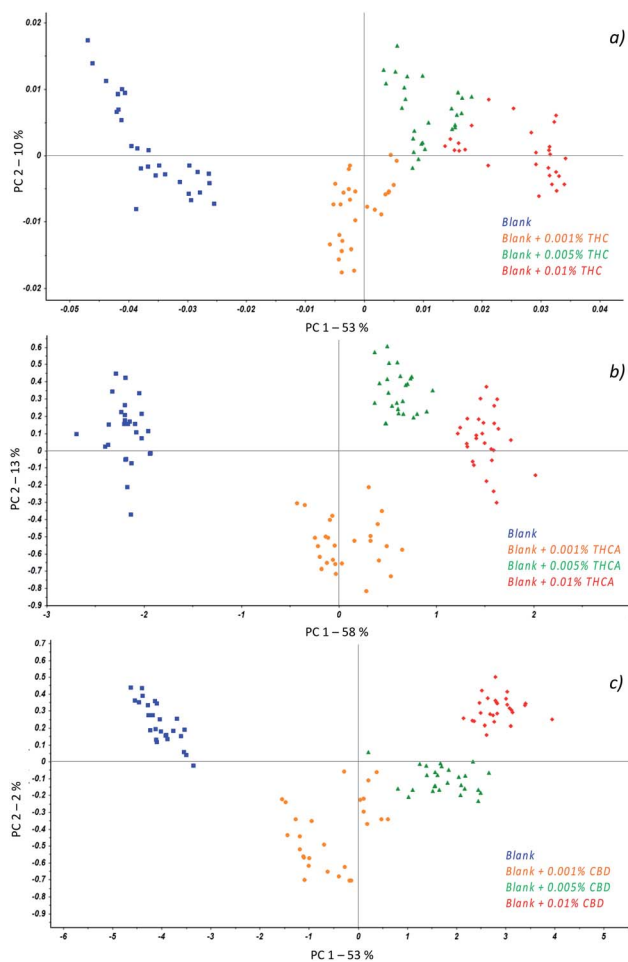 a)
0.02
0.01
0
-0.01
-0.02
PC 2 – 10 %
Blank
Blank + 0.001% THC
Blank + 0.005% THC
Blank + 0.01% THC
-0.05 -0.04 -0.03 -0.02 -0.01 0 0.01 0.02 0.01 0.04
PC 1 – 53 %
b)
0.6
0.5
0.4
0.3
0.2
0.1
0
-0.1
-0.2
-0.3
-0.4
-0.5
-0.6
-0.7
-0.8
-0.9
PC 2 – 13 %
Blank
Blank + 0.001% THCA
Blank + 0.005% THCA
Blank + 0.01% THCA
-3 -2 -1 0 1 2
PC 1 – 58 %
c)
0.7
0.6
0.5
0.4
0.3
0.2
0.1
0
-0.1
-0.2
-0.3
-0.4
-0.5
-0.6
-0.7
-0.8
-0.9
PC 2 – 2 %
Blank
Blank + 0.001% CBD
Blank + 0.005% CBD
Blank + 0.01% CBD
-6 -5 -4 -3 -2 -1 0 1 2 3 4 5
PC 1 – 53 %